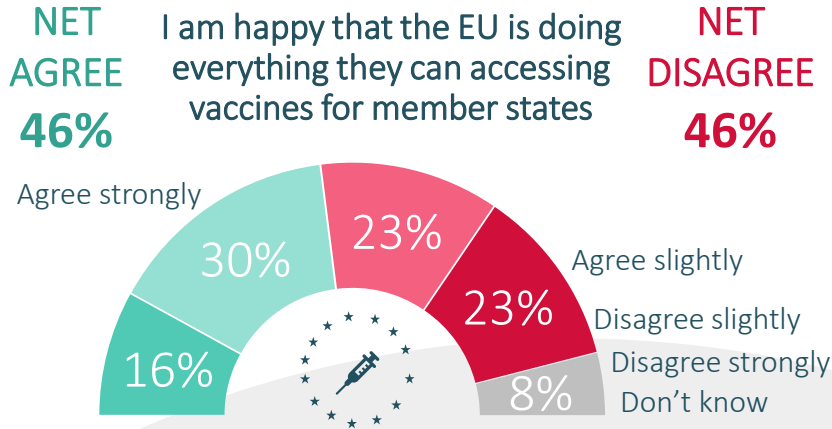 NET
AGREE
46%
I am happy that the EU is doing
everything they can accessing
vaccines for member states
NET
DISAGREE
46%
Agree strongly
30%
23%
Agree slightly
23%
Disagree slightly
16%
Disagree strongly
8%
Don’t know